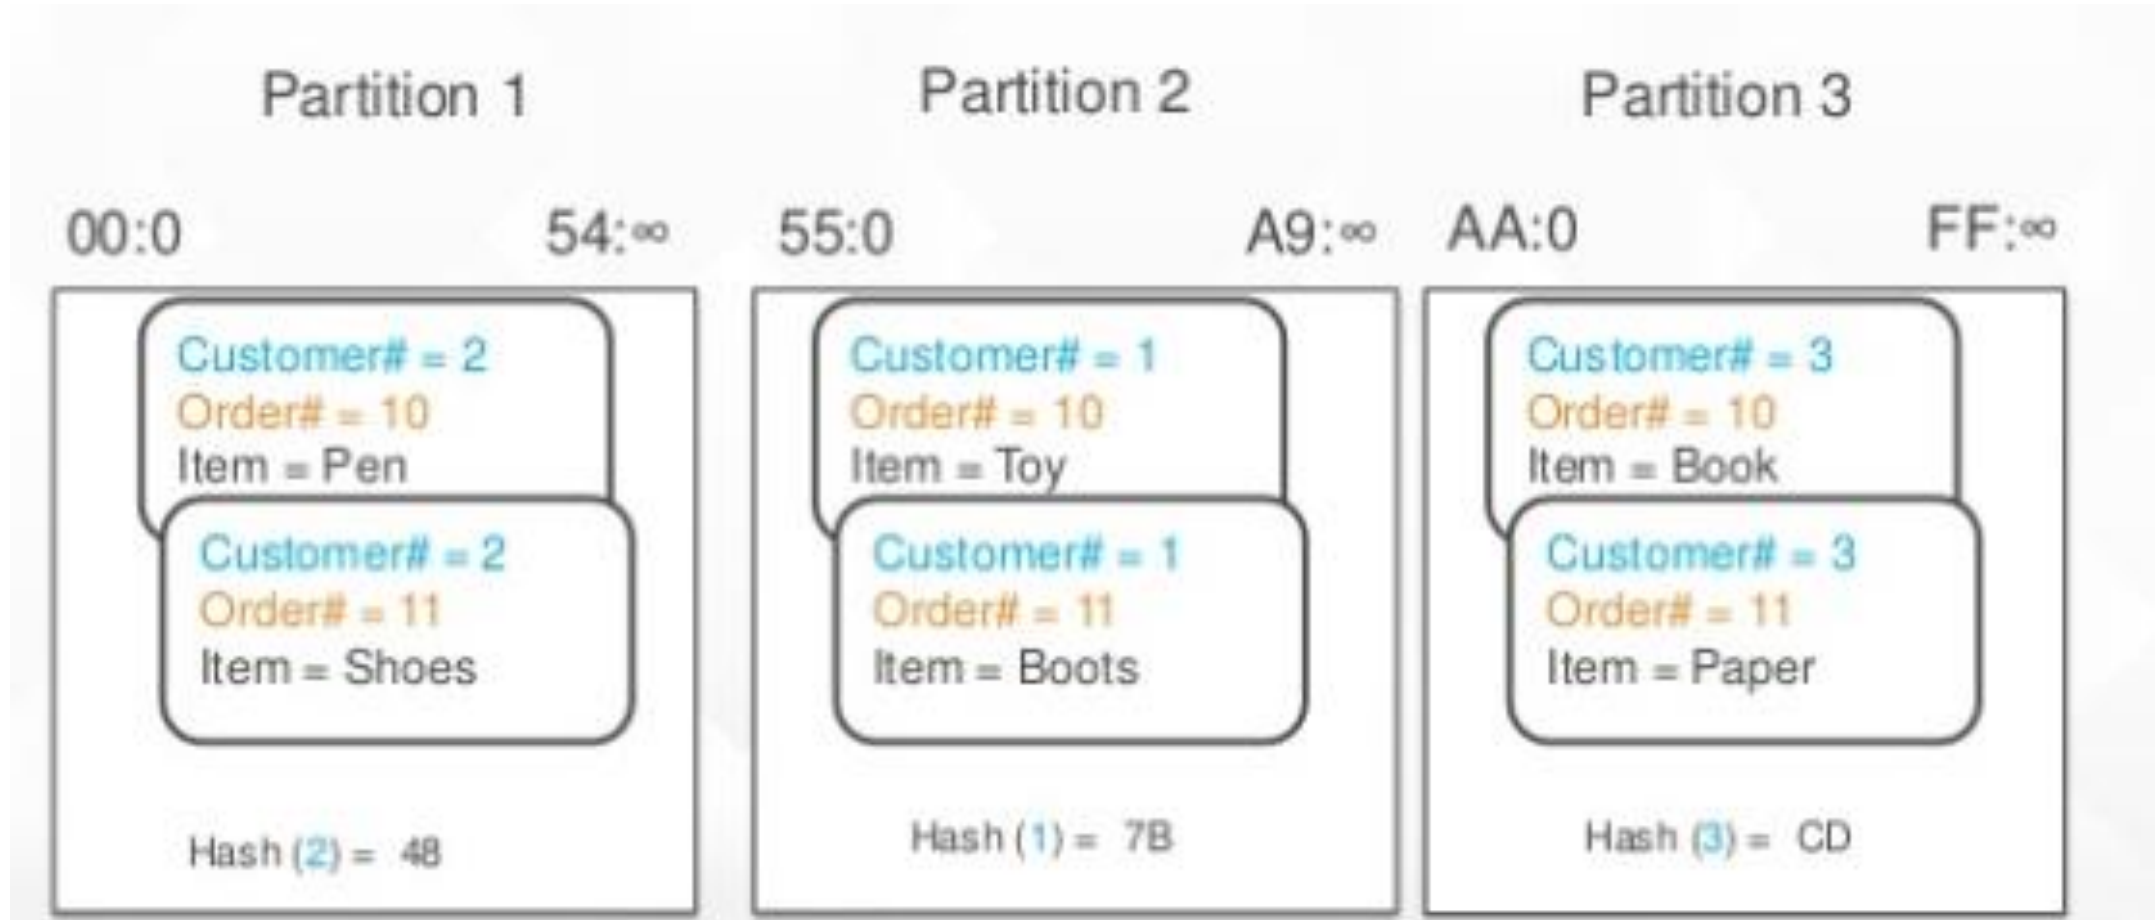 Partition 1
00:0 54:∞
Customer# = 2
Order# = 10
Item = Pen
Customer# = 2
Order# = 11
Item = Shoes
Hash (2) = 48
Partition 2
55:0 A9:∞
Customer# = 1
Order# = 10
Item = Toy
Customer# = 1
Order# = 11
Item = Boots
Hash (1) = 7B
Partition 3
AA:0 FF:∞
Customer# = 3
Order# = 10
Item = Book
Customer# = 3
Order# = 11
Item = Paper
Hash (3) = CD